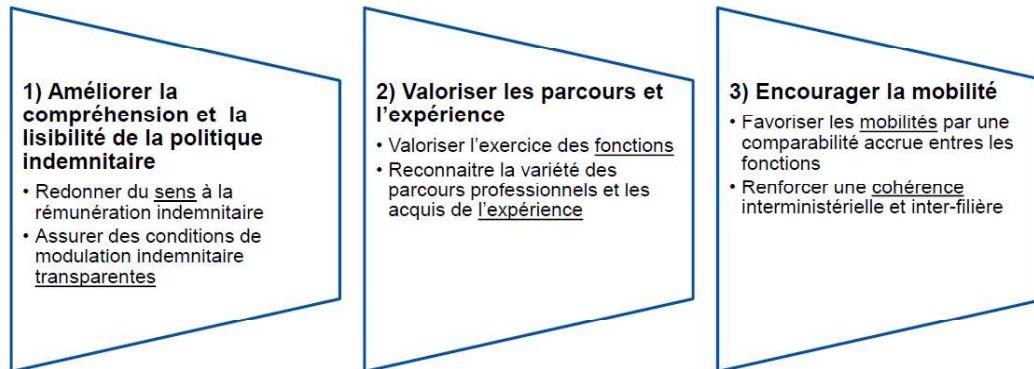 1) Améliorer la
compréhension et la
lisibilité de la politique
indemnitaire
• Redonner du sens à la
rémunération indemnitaire
• Assurer des conditions de
modulation indemnitaire
transparentes
2) Valoriser les parcours et
l'expérience
• Valoriser l'exercice des fonctions
• Reconnaitre la variété des
parcours professionnels et les
acquis de l'expérience
3) Encourager la mobilité
• Favoriser les mobilités par une
comparabilité accrue entres les
fonctions
• Renforcer une cohérence
interministérielle et inter-filière